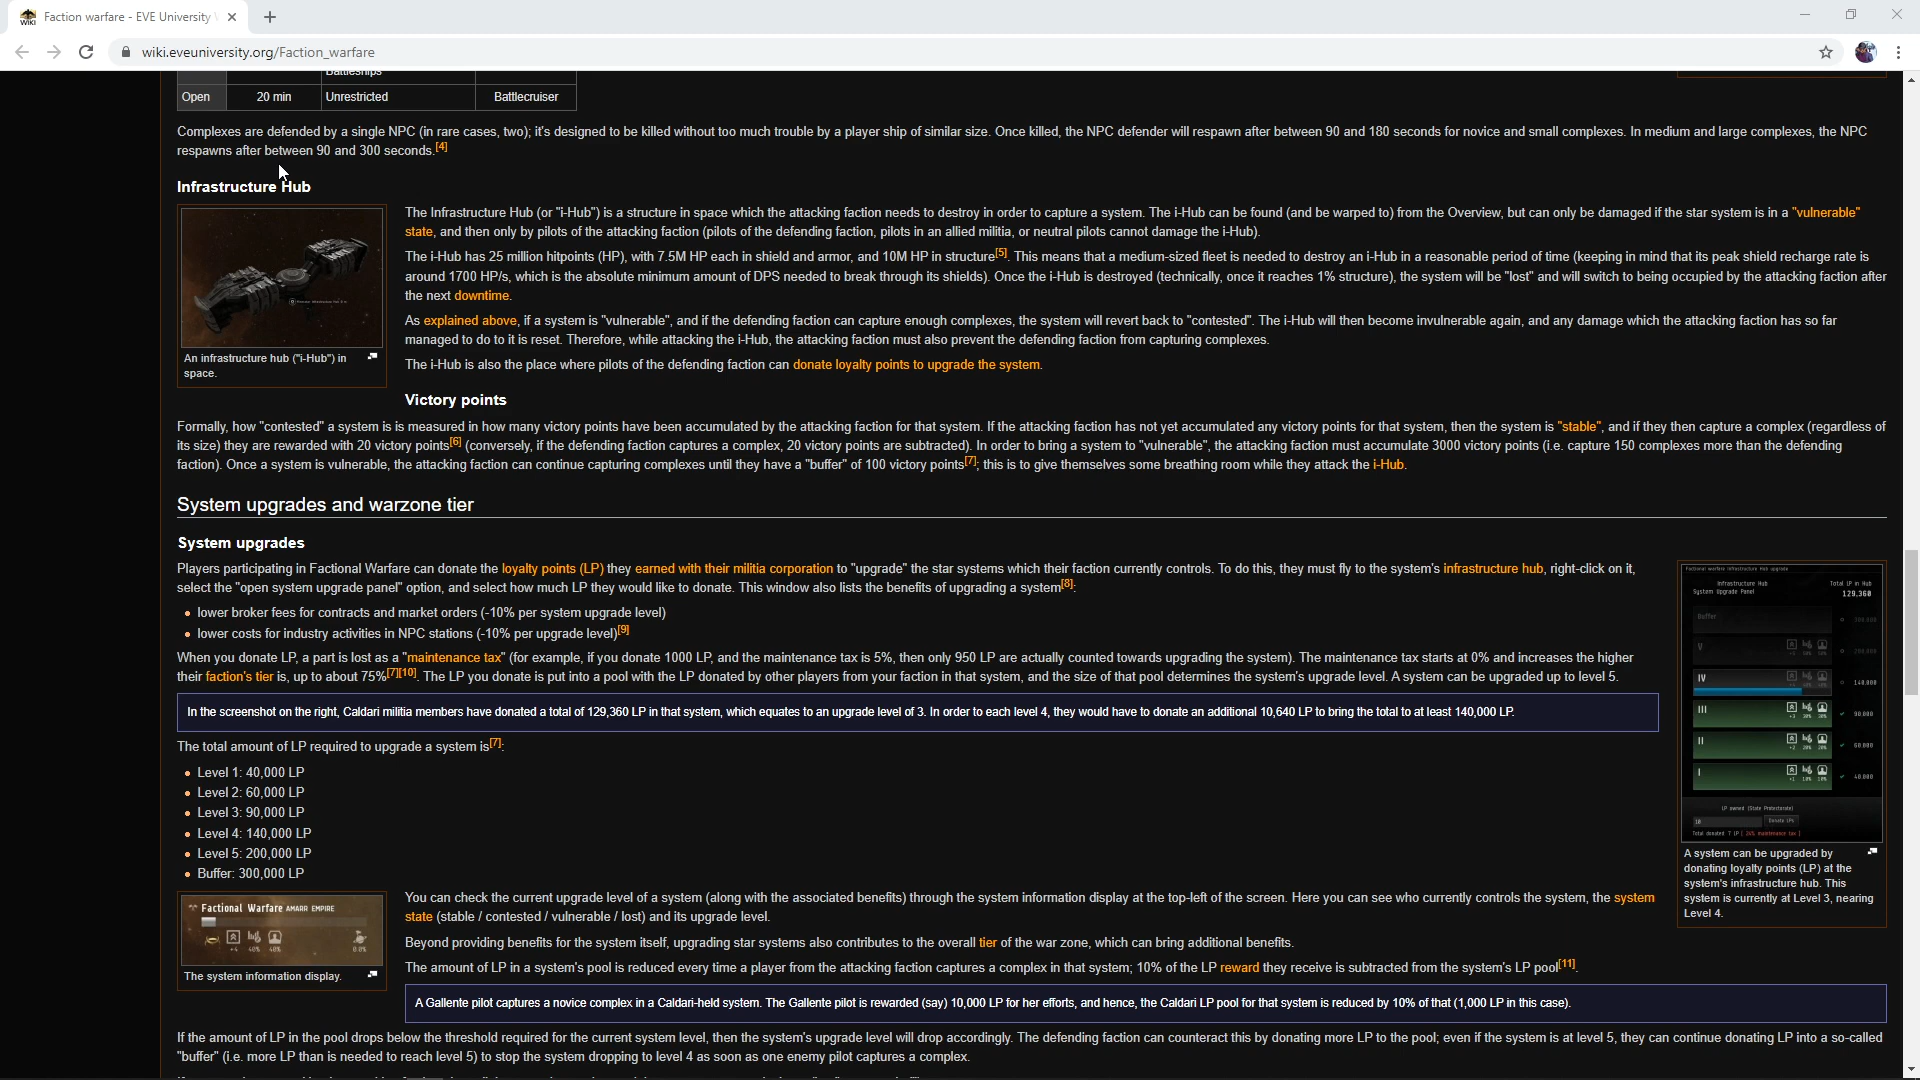 Faction warfare - EVE University
wiki.eveuniversity.org/Faction_warfare
Battleships
Open 20 min Unrestricted Battlecruiser
Complexes are defended by a single NPC (in rare cases, two); it's designed to be killed without too much trouble by a player ship of similar size. Once killed, the NPC defender will respawn after between 90 and 180 seconds for novice and small complexes. In medium and large complexes, the NPC
respawns after between 90 and 300 seconds.[4]
Infrastructure Hub
The Infrastructure Hub (or "i-Hub") is a structure in space which the attacking faction needs to destroy in order to capture a system. The i-Hub can be found (and be warped to) from the Overview, but can only be damaged if the star system is in a "vulnerable"
state, and then only by pilots of the attacking faction (pilots of the defending faction, pilots in an allied militia, or neutral pilots cannot damage the i-Hub).
The i-Hub has 25 million hitpoints (HP), with 7.5M HP each in shield and armor, and 10M HP in structure[5]. This means that a medium-sized fleet is needed to destroy an i-Hub in a reasonable period of time (keeping in mind that its peak shield recharge rate is
around 1700 HP/s, which is the absolute minimum amount of DPS needed to break through its shields). Once the i-Hub is destroyed (technically, once it reaches 1% structure), the system will be "lost" and will switch to being occupied by the attacking faction after
the next downtime.
As explained above, if a system is "vulnerable", and if the defending faction can capture enough complexes, the system will revert back to "contested". The i-Hub will then become invulnerable again, and any damage which the attacking faction has so far
managed to do to it is reset. Therefore, while attacking the i-Hub, the attacking faction must also prevent the defending faction from capturing complexes.
The i-Hub is also the place where pilots of the defending faction can donate loyalty points to upgrade the system.
An infrastructure hub ("i-Hub") in
space.
Victory points
Formally, how "contested" a system is is measured in how many victory points have been accumulated by the attacking faction for that system. If the attacking faction has not yet accumulated any victory points for that system, then the system is "stable", and if they then capture a complex (regardless of
its size) they are rewarded with 20 victory points[6] (conversely, if the defending faction captures a complex, 20 victory points are subtracted). In order to bring a system to "vulnerable", the attacking faction must accumulate 3000 victory points (i.e. capture 150 complexes more than the defending
faction). Once a system is vulnerable, the attacking faction can continue capturing complexes until they have a "buffer" of 100 victory points[7]; this is to give themselves some breathing room while they attack the i-Hub.
System upgrades and warzone tier
System upgrades
Players participating in Factional Warfare can donate the loyalty points (LP) they earned with their militia corporation to "upgrade" the star systems which their faction currently controls. To do this, they must fly to the system's infrastructure hub, right-click on it,
select the "open system upgrade panel" option, and select how much LP they would like to donate. This window also lists the benefits of upgrading a system[8]:
lower broker fees for contracts and market orders (-10% per system upgrade level)
lower costs for industry activities in NPC stations (-10% per upgrade level)[9]
When you donate LP, a part is lost as a "maintenance tax" (for example, if you donate 1000 LP, and the maintenance tax is 5%, then only 950 LP are actually counted towards upgrading the system). The maintenance tax starts at 0% and increases the higher
their faction's tier is, up to about 75%[7][10]. The LP you donate is put into a pool with the LP donated by other players from your faction in that system, and the size of that pool determines the system's upgrade level. A system can be upgraded up to level 5.
In the screenshot on the right, Caldari militia members have donated a total of 129,360 LP in that system, which equates to an upgrade level of 3. In order to each level 4, they would have to donate an additional 10,640 LP to bring the total to at least 140,000 LP.
The total amount of LP required to upgrade a system is[7]:
Level 1: 40,000 LP
Level 2: 60,000 LP
Level 3: 90,000 LP
Level 4: 140,000 LP
Level 5: 200,000 LP
Buffer: 300,000 LP
Infrastructure Hub
System Upgrade Panel
Total LP in Hub
129,360
Buffer
V
IV 140.000
III 90.000
II 60.000
I 40.000
LP owned (State Protectorate)
10 Donate LPs
A system can be upgraded by
donating loyalty points (LP) at the
system's infrastructure hub. This
system is currently at Level 3, nearing
Level 4.
Factional Warfare AMARR EMPIRE
+4 40% 40% 0.0%
The system information display.
You can check the current upgrade level of a system (along with the associated benefits) through the system information display at the top-left of the screen. Here you can see who currently controls the system, the system
state (stable / contested / vulnerable / lost) and its upgrade level.
Beyond providing benefits for the system itself, upgrading star systems also contributes to the overall tier of the war zone, which can bring additional benefits.
The amount of LP in a system's pool is reduced every time a player from the attacking faction captures a complex in that system; 10% of the LP reward they receive is subtracted from the system's LP pool[11].
A Gallente pilot captures a novice complex in a Caldari-held system. The Gallente pilot is rewarded (say) 10,000 LP for her efforts, and hence, the Caldari LP pool for that system is reduced by 10% of that (1,000 LP in this case).
If the amount of LP in the pool drops below the threshold required for the current system level, then the system's upgrade level will drop accordingly. The defending faction can counteract this by donating more LP to the pool; even if the system is at level 5, they can continue donating LP into a so-called
"buffer" (i.e. more LP than is needed to reach level 5) to stop the system dropping to level 4 as soon as one enemy pilot captures a complex.